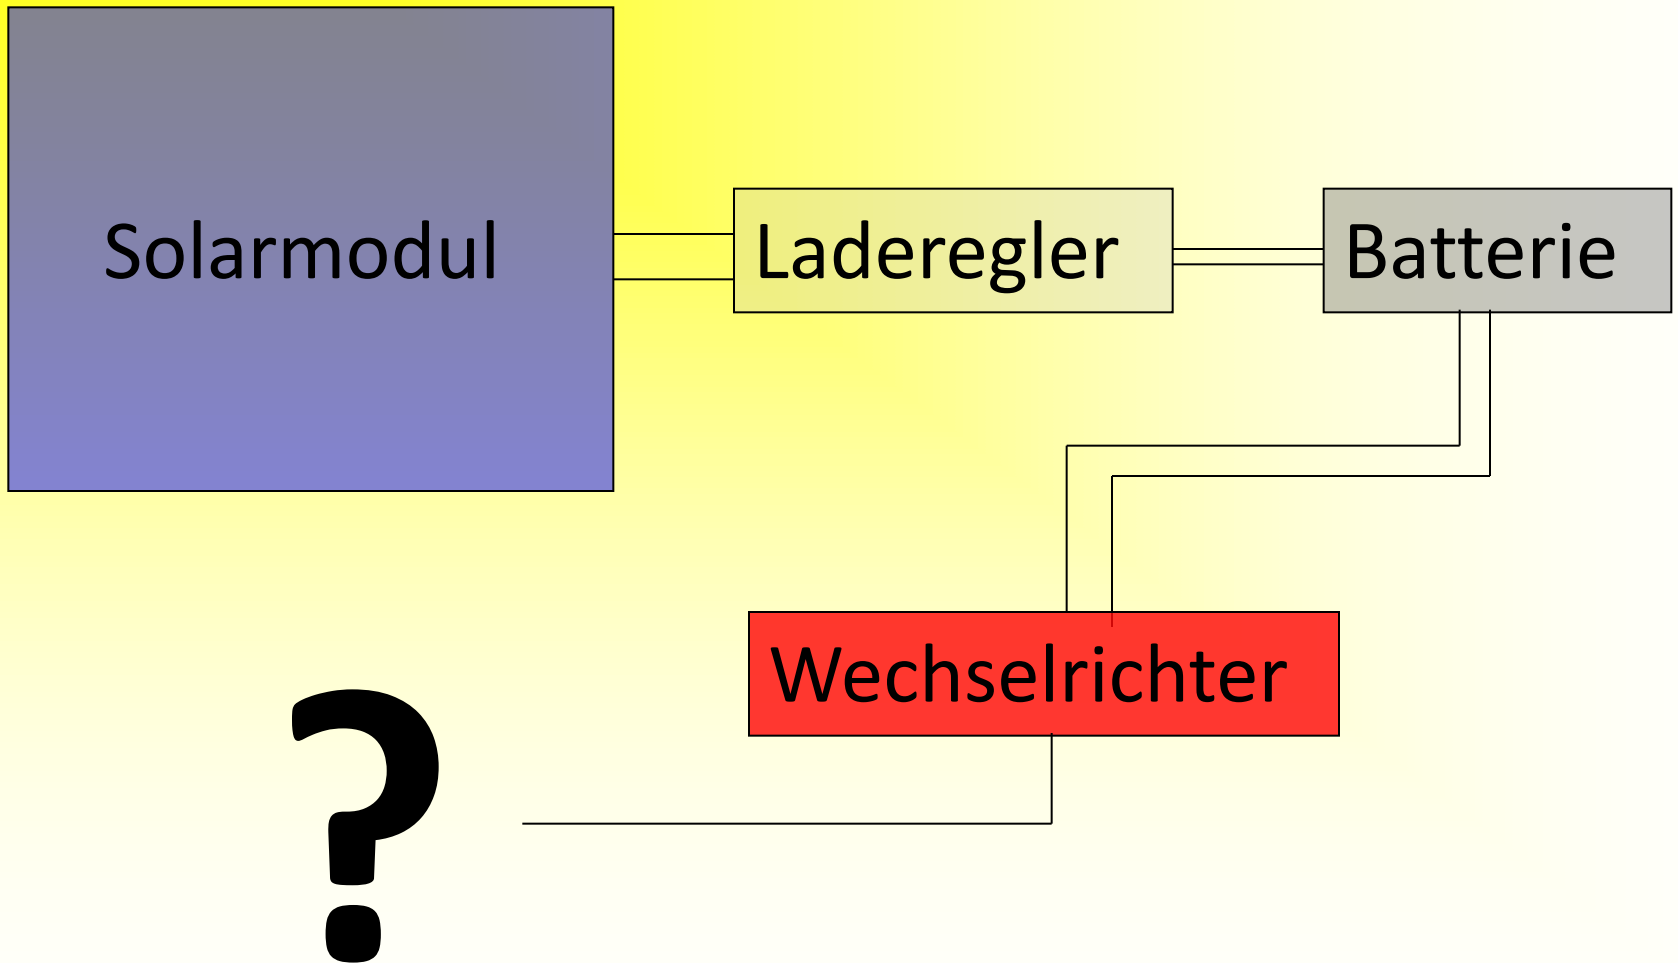 Solarmodul
Laderegler
Batterie
Wechselrichter
?